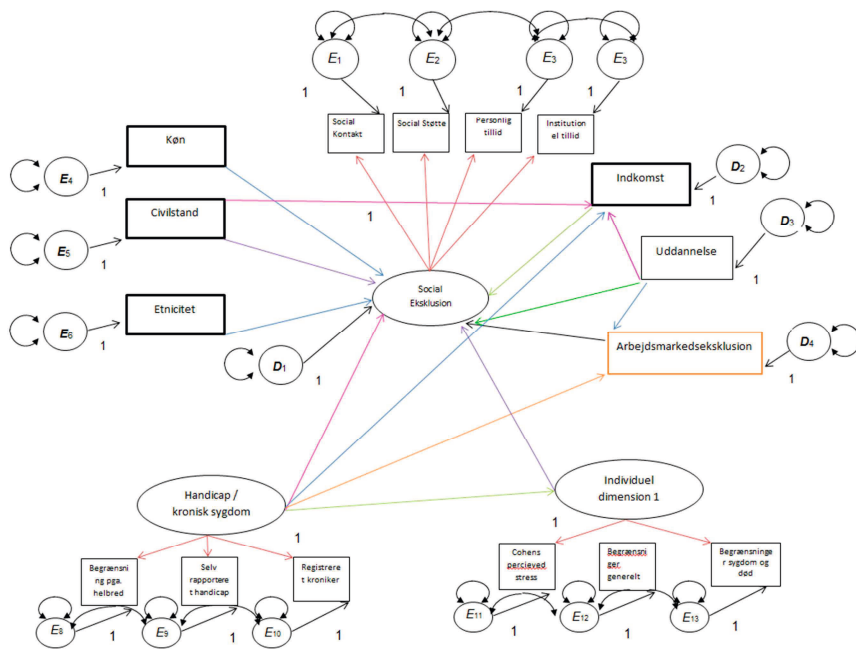 E1
E2
E3
E3
1
1
1
1
Social
Kontakt
Social Støtte
Personlig
tillid
Institution
el tillid
Køn
E4
1
Civilstand
E5
1
Etnicitet
E6
1
1
Indkomst
D2
1
D3
Uddannelse
1
Social
Eksklusion
Arbejdsmarkedseksklusion
D4
1
D1
1
Handicap /
kronisk sygdom
1
Individuel
dimension 1
1
Begrænsni
ng pga.
helbred
Selv
rapportere
t handicap
Registrere
t kroniker
Cohens
percieved
stress
Begrænsni
nger
generelt
Begrænsninge
r sygdom og
død
E8
1
E9
1
E10
1
E11
1
E12
1
E13
1